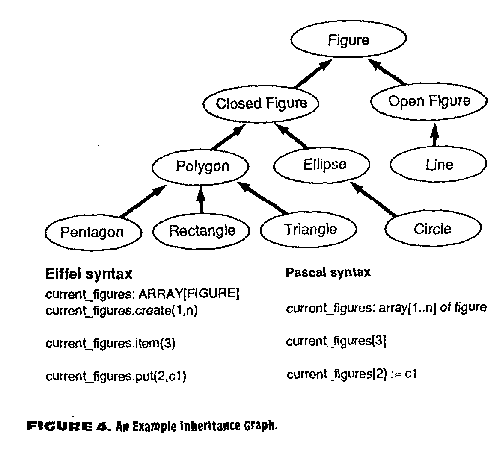 Figure
Closed Figure
Open Figure
Polygon
Ellipse
Line
Pentagon
Rectangle
Triangle
Circle
Eiffel syntax
current_figures: ARRAY[FIGURE]
current_figures.create(1,n)
current_figures.item(3)
current_figures.put(2,c1)
Pascal syntax
current_figures: array[1..n] of figure
current_figures[3]
current_figures[2) := c1
FIGURE 4. An Example Inheritance Graph.